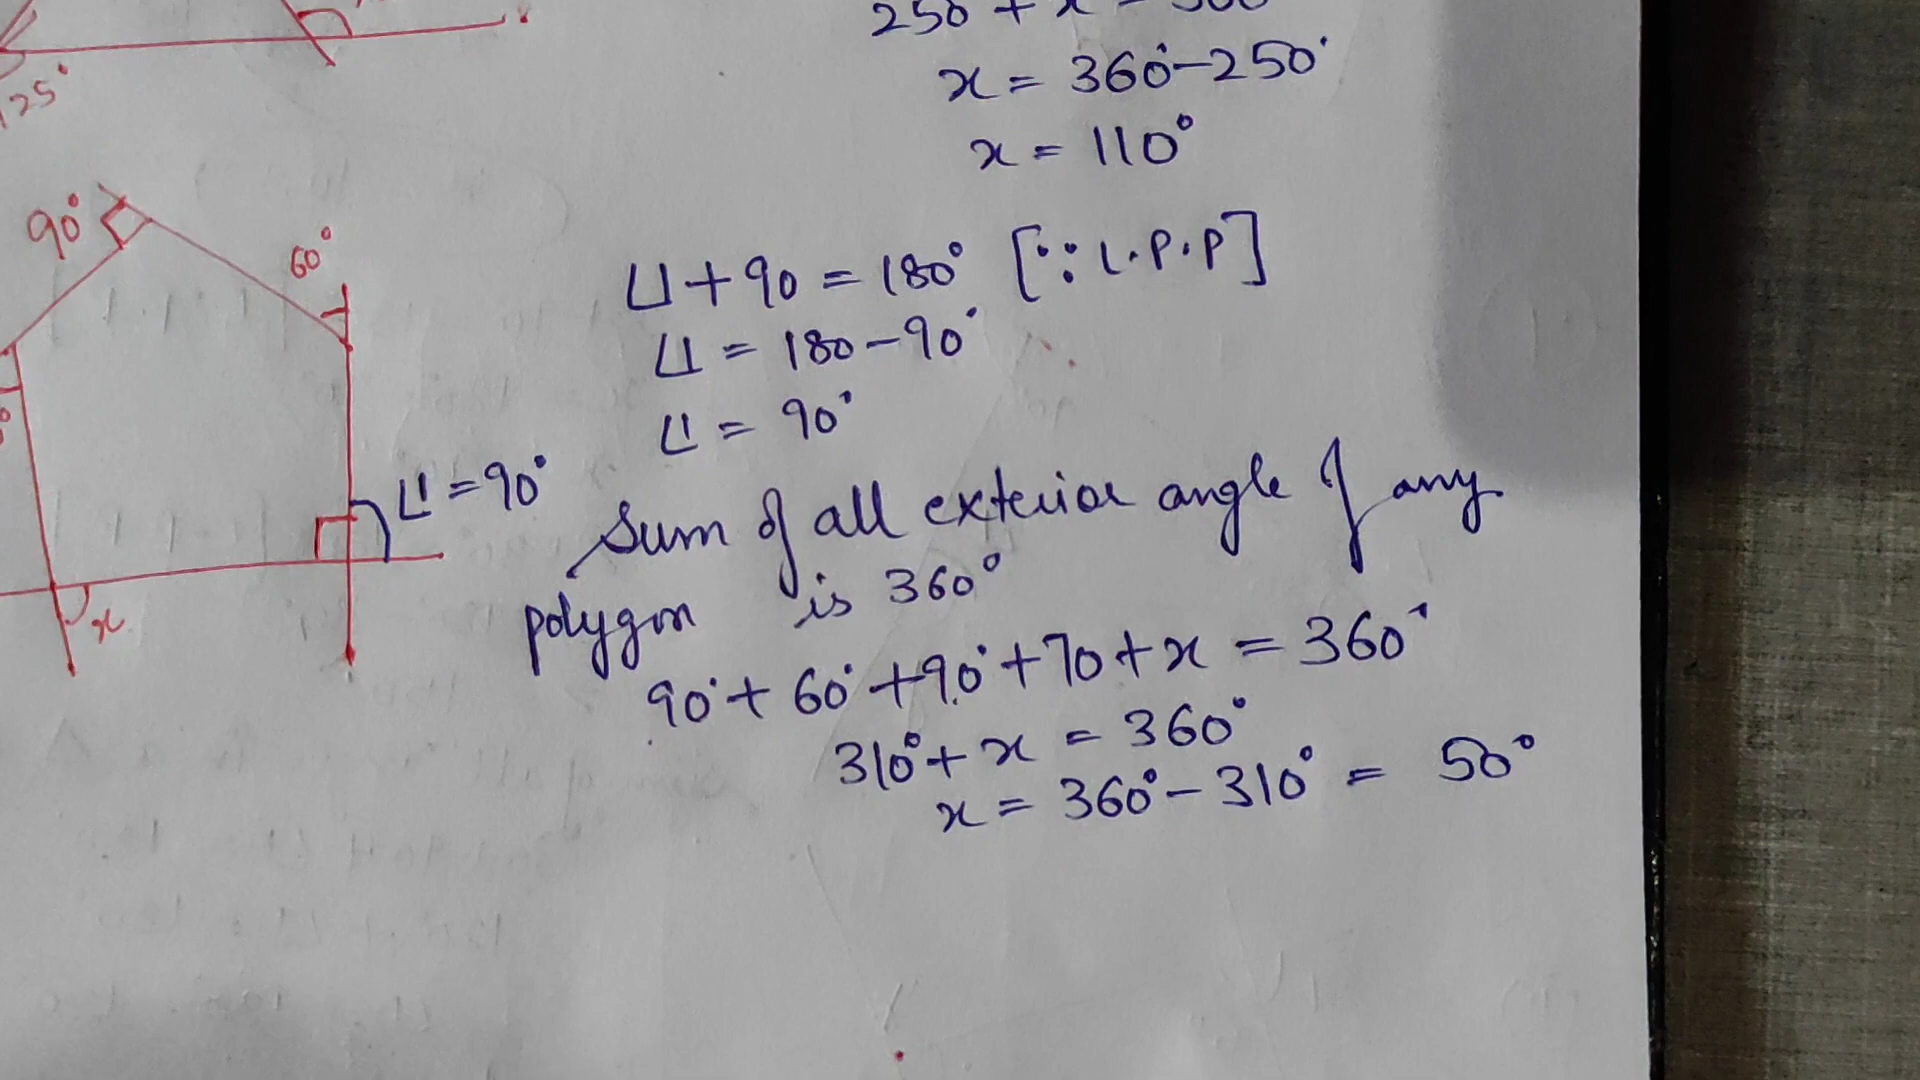 x = 360°-250°
x = 110°
25°
90°
60°
∠1+90 = 180° [∵ L.P.P]
∠1 = 180-90°
∠1 = 90°
∠1 = 90°
Sum of all exterior angle of any
polygon is 360°
x
90°+60°+90°+70+x = 360°
310°+x = 360°
x = 360°-310° = 50°